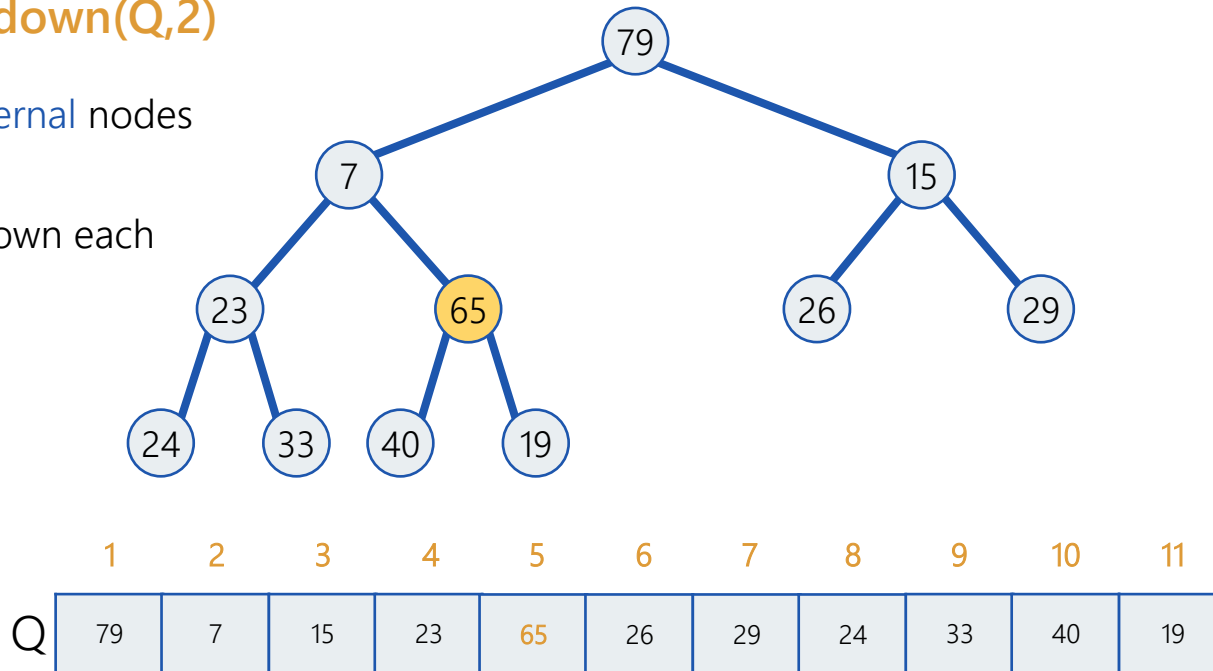 down(Q,2)
79
ernal nodes
7 15
own each
23 65 26 29
24 33 40 19
1 2 3 4 5 6 7 8 9 10 11
Q 79 7 15 23 65 26 29 24 33 40 19